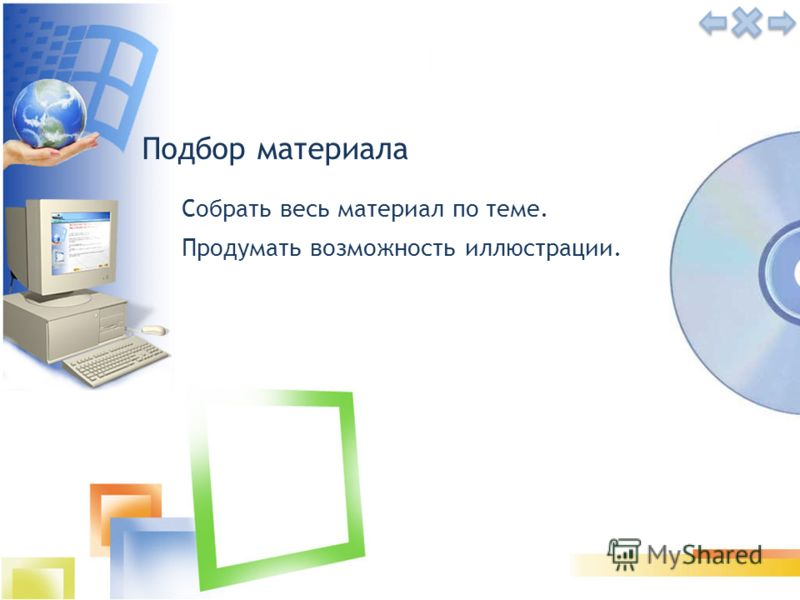 Подбор материала
Собрать весь материал по теме.
Продумать возможность иллюстрации.
MyShared